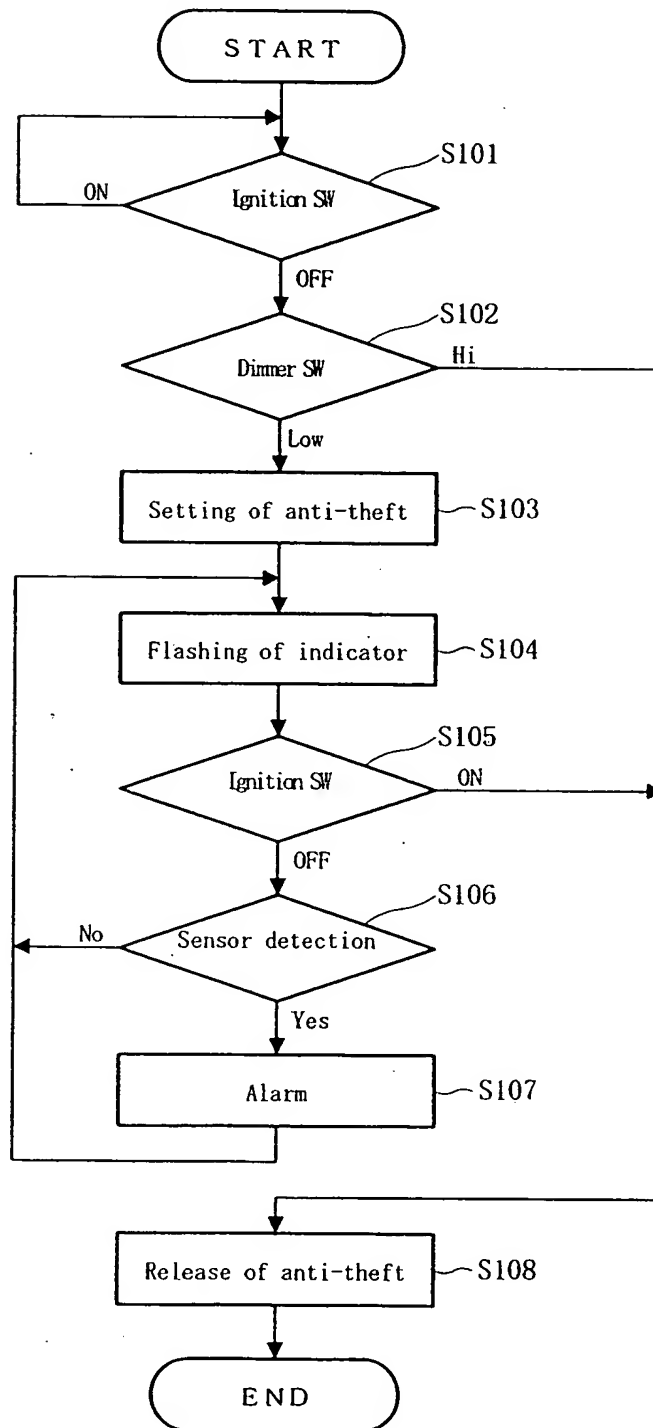 START
S101
ON
Ignition SW
OFF
S102
Dimmer SW
Hi
Low
Setting of anti-theft
S103
Flashing of indicator
S104
S105
Ignition SW
ON
OFF
S106
No
Sensor detection
Yes
Alarm
S107
Release of anti-theft
S108
END